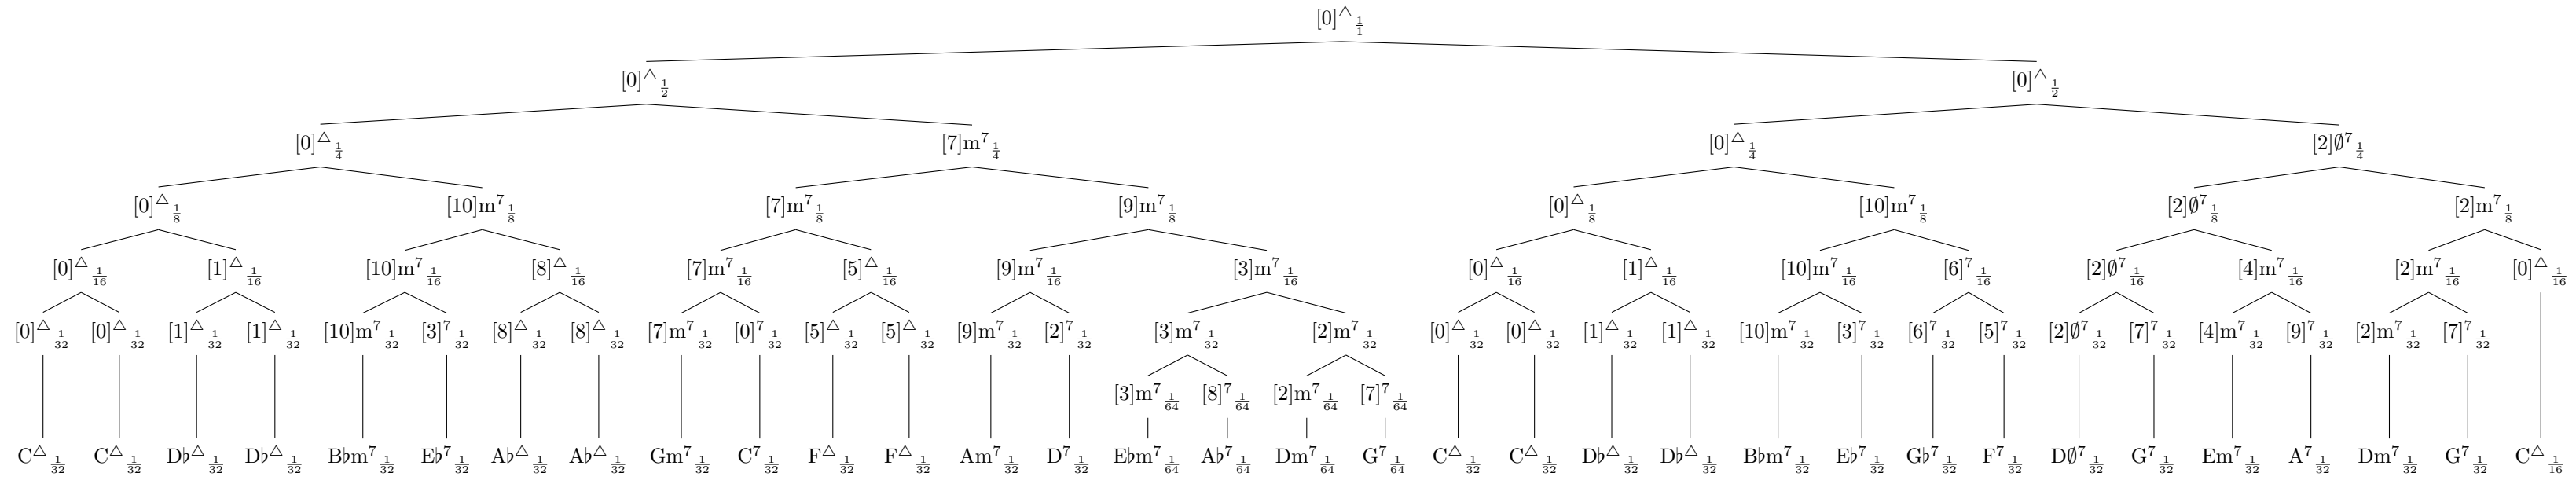 [0]△ 1/1
[0]△ 1/2 [0]△ 1/2
[0]△ 1/4 [7]m7 1/4 [0]△ 1/4 [2]∅7 1/4
[0]△ 1/8 [10]m7 1/8 [7]m7 1/8 [9]m7 1/8 [0]△ 1/8 [10]m7 1/8 [2]∅7 1/8 [2]m7 1/8
[0]△ 1/16 [1]△ 1/16 [10]m7 1/16 [8]△ 1/16 [7]m7 1/16 [5]△ 1/16 [9]m7 1/16 [3]m7 1/16 [0]△ 1/16 [1]△ 1/16 [10]m7 1/16 [6]7 1/16 [2]∅7 1/16 [4]m7 1/16 [2]m7 1/16 [0]△ 1/16
[0]△ 1/32 [0]△ 1/32 [1]△ 1/32 [1]△ 1/32 [10]m7 1/32 [3]7 1/32 [8]△ 1/32 [8]△ 1/32 [7]m7 1/32 [0]7 1/32 [5]△ 1/32 [5]△ 1/32 [9]m7 1/32 [2]7 1/32 [3]m7 1/32 [2]m7 1/32 [0]△ 1/32 [0]△ 1/32 [1]△ 1/32 [1]△ 1/32 [10]m7 1/32 [3]7 1/32 [6]7 1/32 [5]7 1/32 [2]∅7 1/32 [7]7 1/32 [4]m7 1/32 [9]7 1/32 [2]m7 1/32 [7]7 1/32
[3]m7 1/64 [8]7 1/64 [2]m7 1/64 [7]7 1/64
C△ 1/32 C△ 1/32 D♭△ 1/32 D♭△ 1/32 B♭m7 1/32 E♭7 1/32 A♭△ 1/32 A♭△ 1/32 Gm7 1/32 C7 1/32 F△ 1/32 F△ 1/32 Am7 1/32 D7 1/32 E♭m7 1/64 A♭7 1/64 Dm7 1/64 G7 1/64 C△ 1/32 C△ 1/32 D♭△ 1/32 D♭△ 1/32 B♭m7 1/32 E♭7 1/32 G♭7 1/32 F7 1/32 D∅7 1/32 G7 1/32 Em7 1/32 A7 1/32 Dm7 1/32 G7 1/32 C△ 1/16